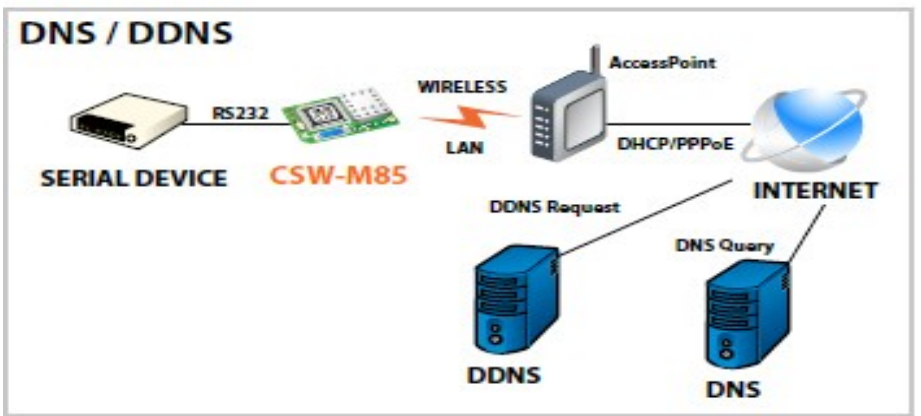 DNS / DDNS
AccessPoint
WIRELESS
RS232
LAN
DHCP/PPPoE
SERIAL DEVICE
CSW-M85
INTERNET
DDNS Request
DNS Query
DDNS
DNS